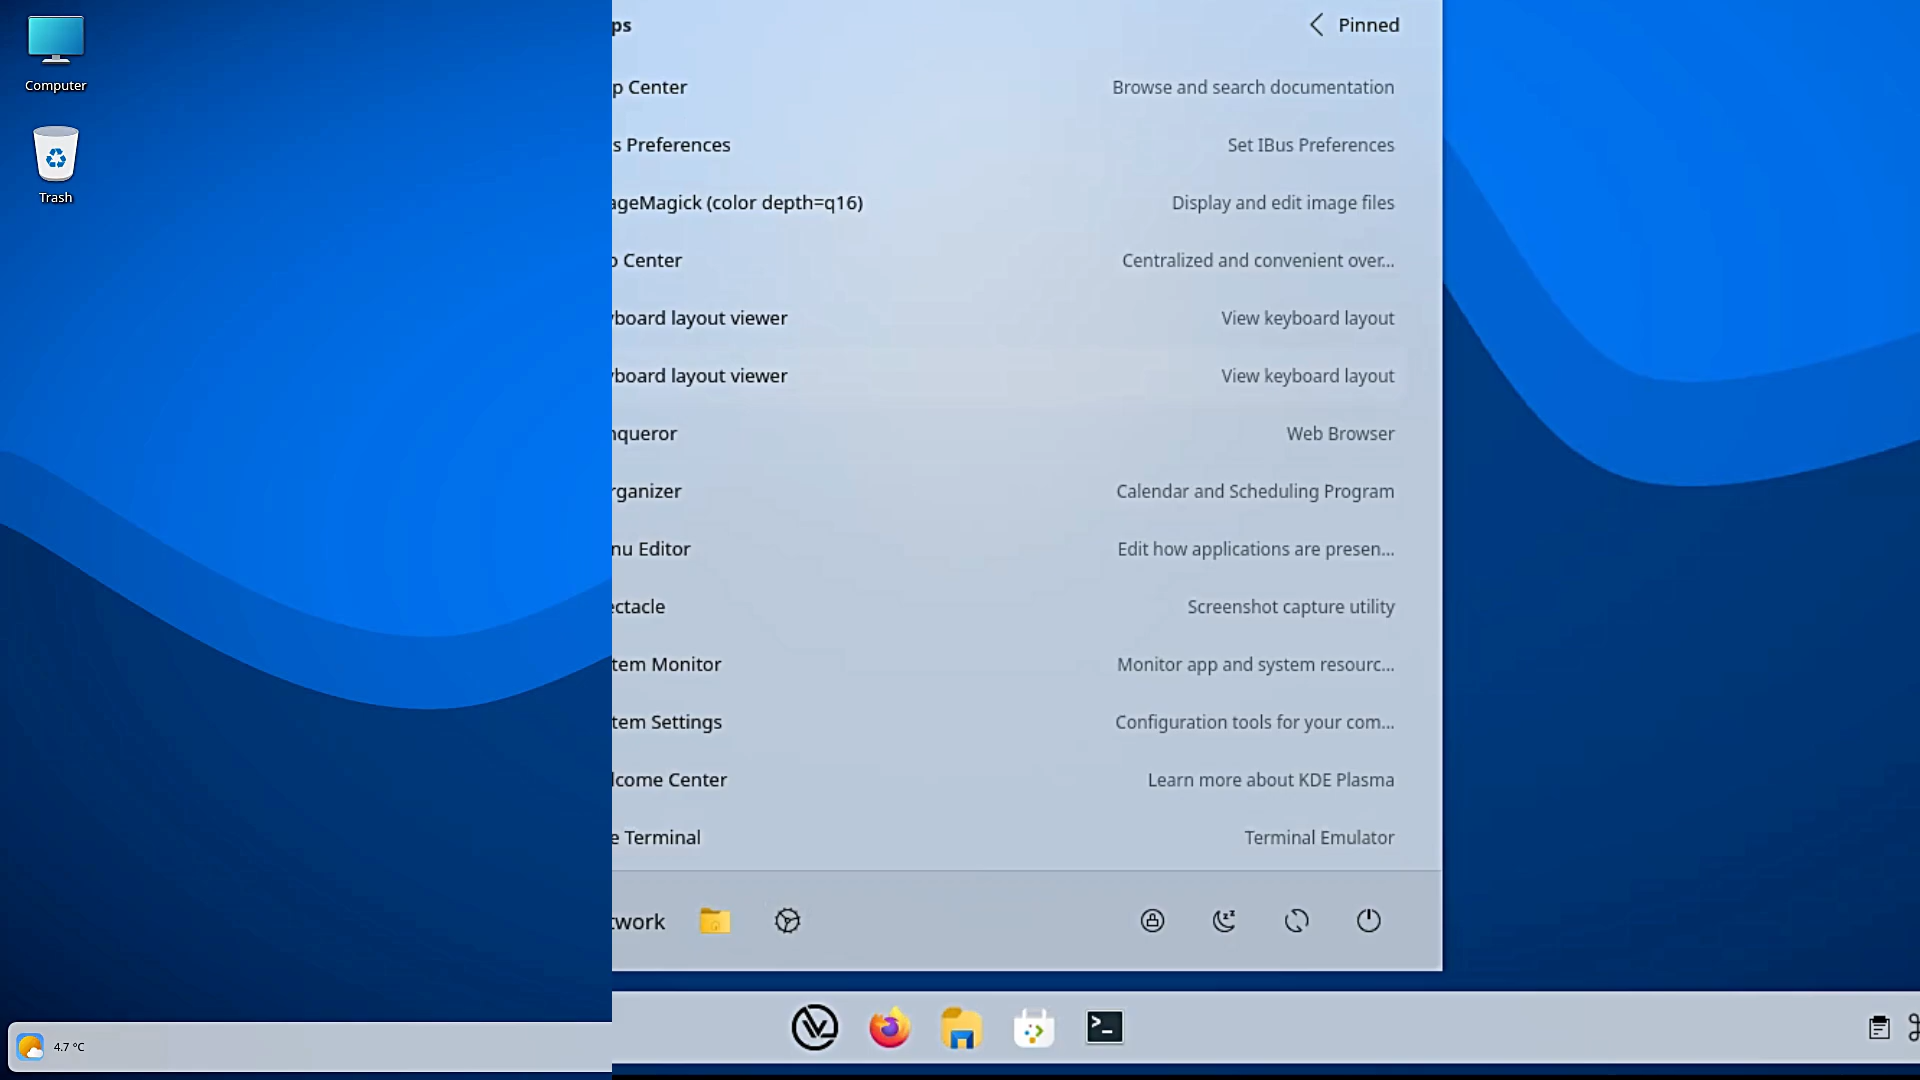 Computer
Trash
ps
Pinned
p Center
Browse and search documentation
s Preferences
Set IBus Preferences
ageMagick (color depth=q16)
Display and edit image files
o Center
Centralized and convenient over...
yboard layout viewer
View keyboard layout
yboard layout viewer
View keyboard layout
nqueror
Web Browser
rganizer
Calendar and Scheduling Program
nu Editor
Edit how applications are presen...
ectacle
Screenshot capture utility
tem Monitor
Monitor app and system resourc...
tem Settings
Configuration tools for your com...
lcome Center
Learn more about KDE Plasma
e Terminal
Terminal Emulator
twork
4.7 °C